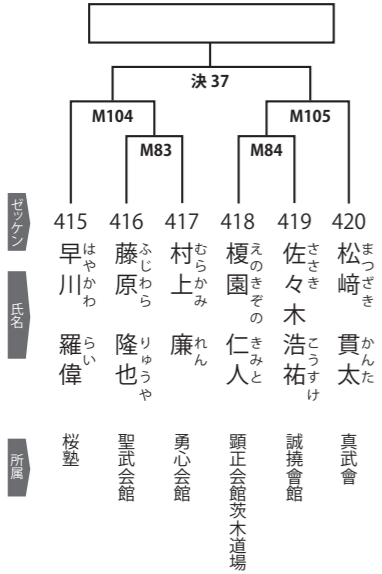 決 37
M104
M105
M83
M84
ゼッケン
415
416
417
418
419
420
氏名
早川 羅偉
はやかわ らい
藤原 隆也
ふじわら りゅうや
村上 廉
むらかみ れん
榎園 仁人
えのきぞの きみと
佐々木 浩祐
ささき こうすけ
松﨑 貫太
まつざき かんた
所属
桜塾
聖武会館
勇心会館
顕正会館茨木道場
誠撓會館
真武會